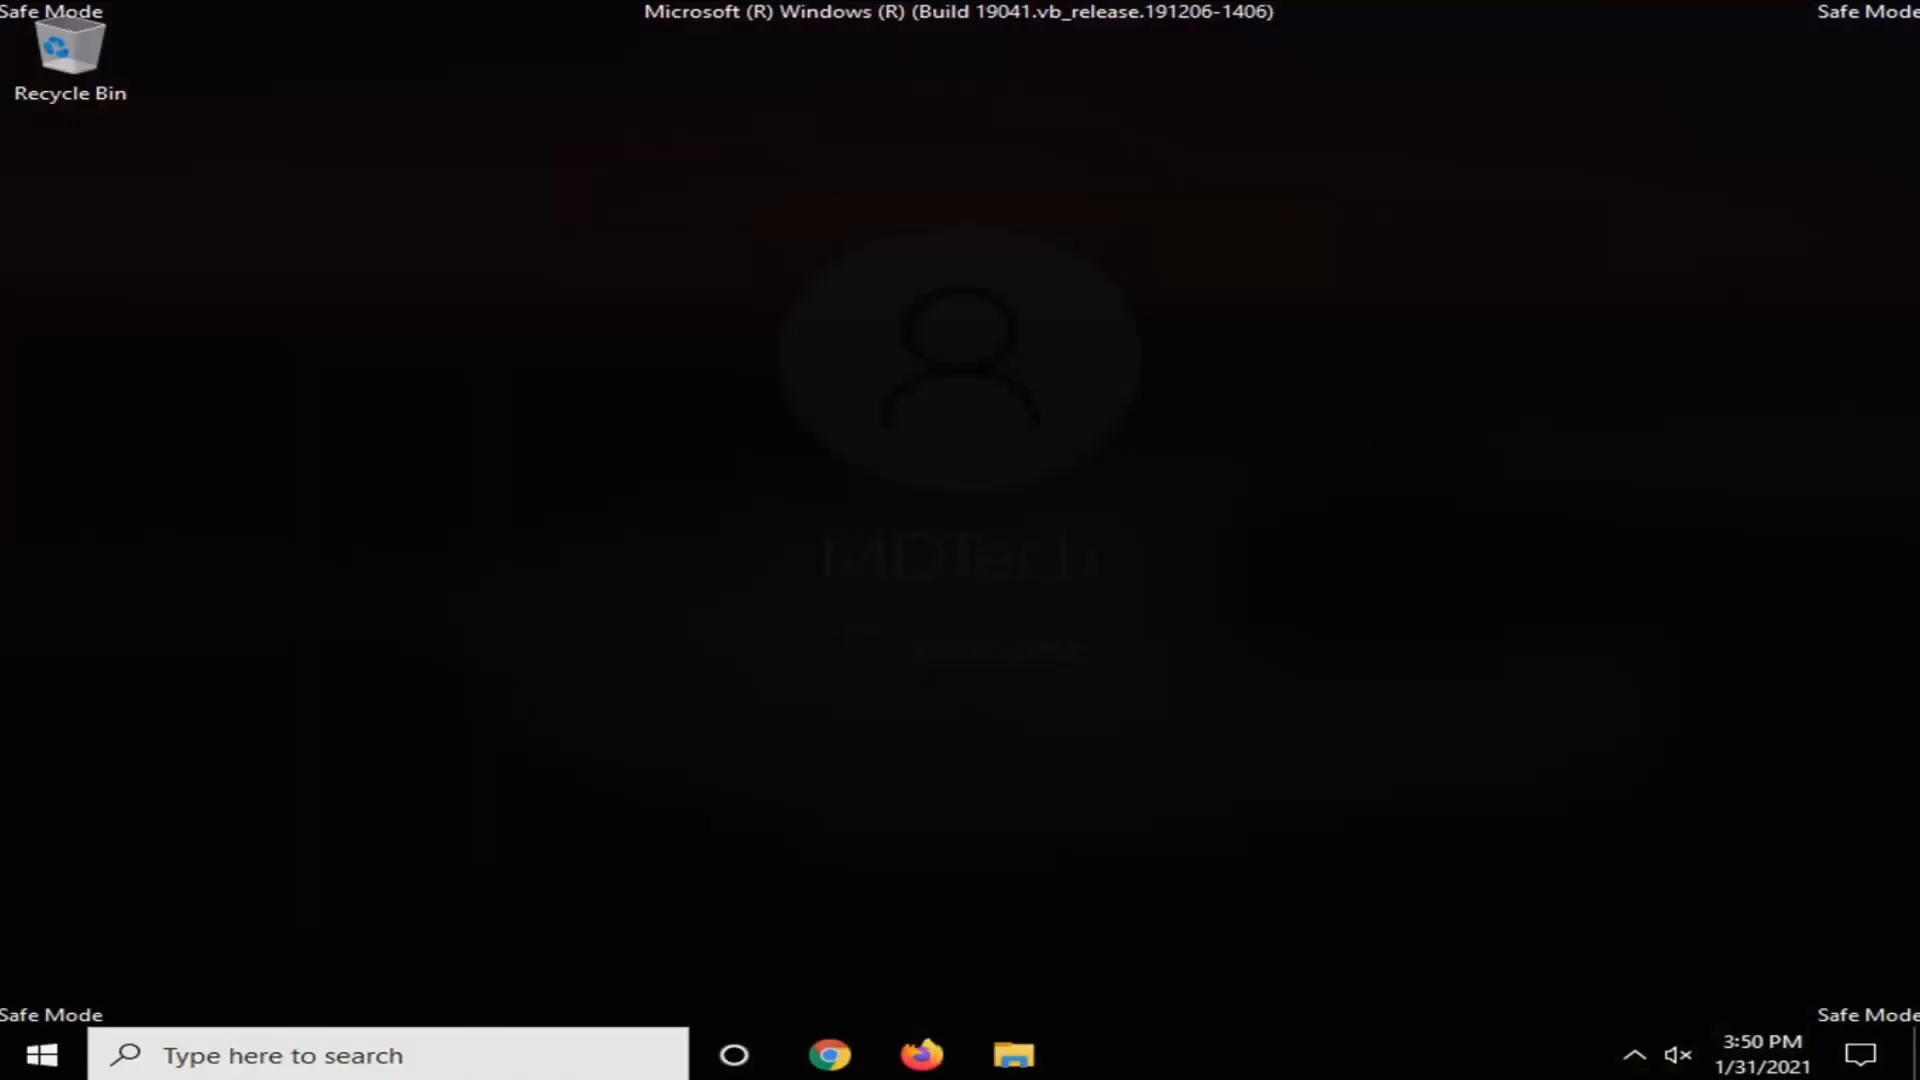 Safe Mode
Microsoft (R) Windows (R) (Build 19041.vb_release.191206-1406)
Safe Mode
Recycle Bin
MDTech
Safe Mode
Safe Mode
Type here to search
3:50 PM
1/31/2021